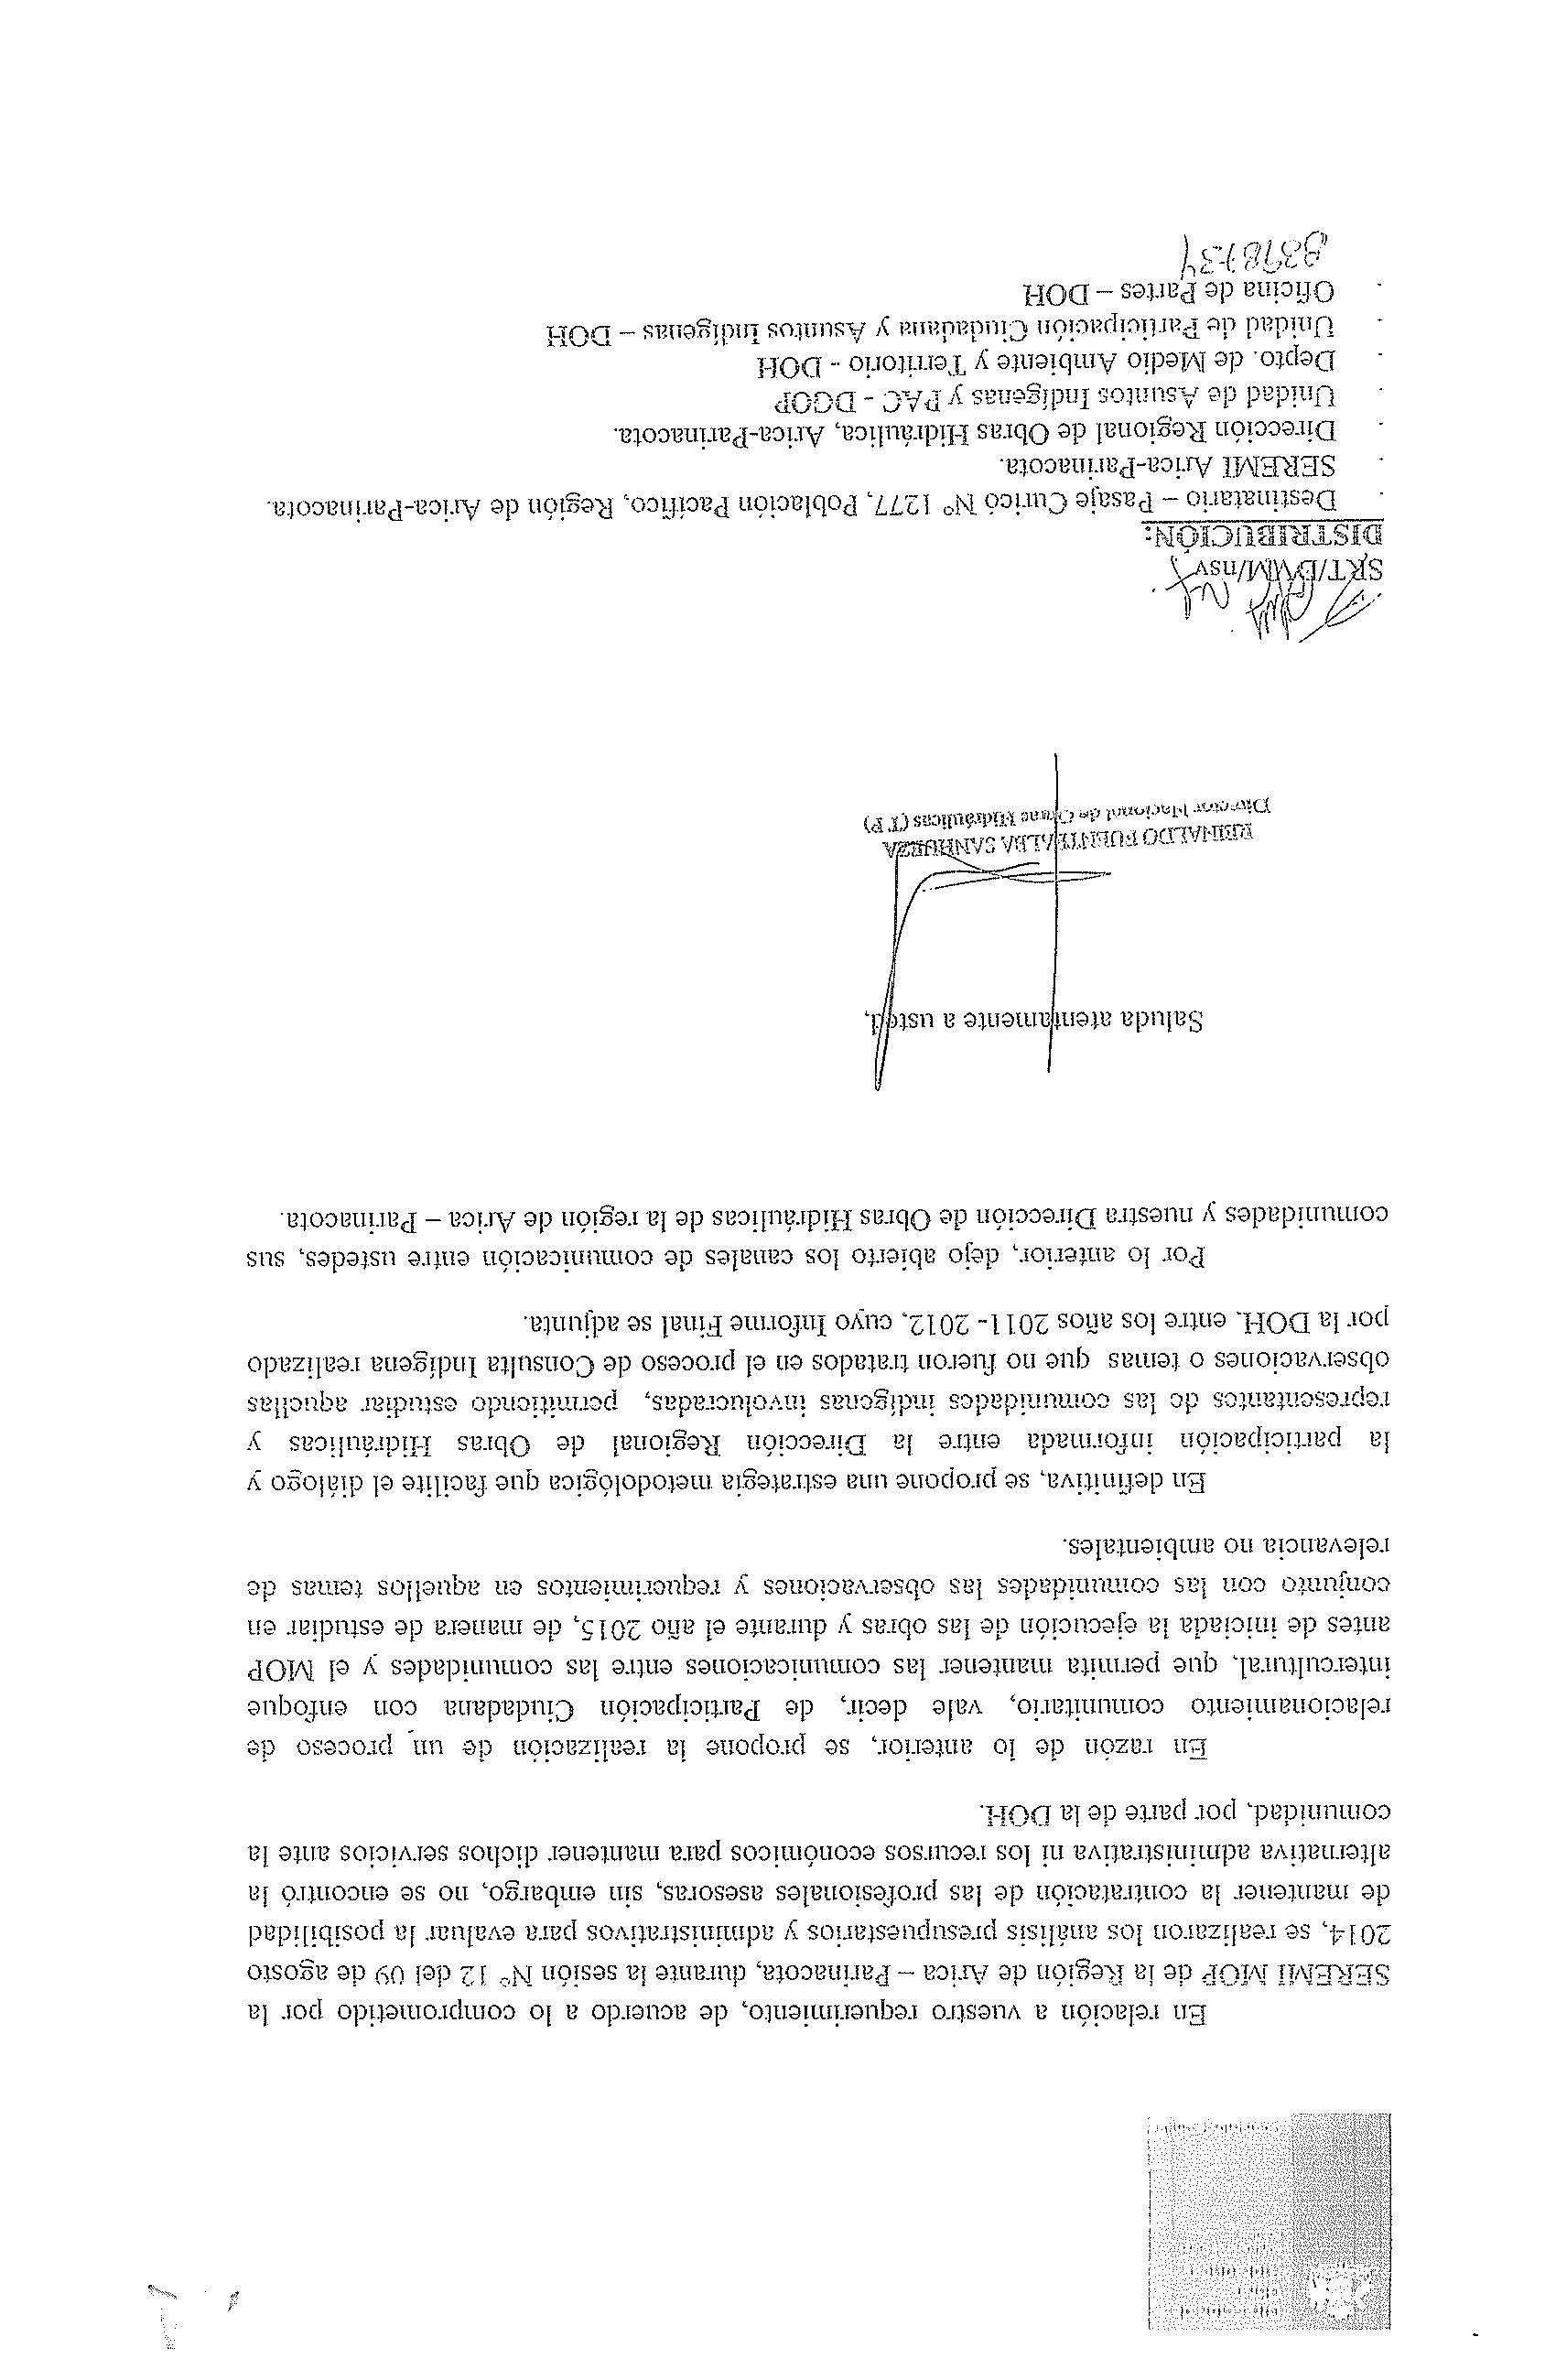 En relación a vuestro requerimiento, de acuerdo a lo comprometido por la
SEREMI MOP de la Región de Arica – Parinacota, durante la sesión N° 12 del 09 de agosto
2014, se realizaron los análisis presupuestarios y administrativos para evaluar la posibilidad
de mantener la contratación de las profesionales asesoras, sin embargo, no se encontró la
alternativa administrativa ni los recursos económicos para mantener dichos servicios ante la
comunidad, por parte de la DOH.
En razón de lo anterior, se propone la realización de un proceso de
relacionamiento comunitario, vale decir, de Participación Ciudadana con enfoque
intercultural, que permita mantener las comunicaciones entre las comunidades y el MOP
antes de iniciada la ejecución de las obras y durante el año 2015, de manera de estudiar en
conjunto con las comunidades las observaciones y requerimientos en aquellos temas de
relevancia no ambientales.
En definitiva, se propone una estrategia metodológica que facilite el diálogo y
la participación informada entre la Dirección Regional de Obras Hidráulicas y
representantes de las comunidades indígenas involucradas, permitiendo estudiar aquellas
observaciones o temas que no fueron tratados en el proceso de Consulta Indígena realizado
por la DOH, entre los años 2011- 2012, cuyo Informe Final se adjunta.
Por lo anterior, dejo abierto los canales de comunicación entre ustedes, sus
comunidades y nuestra Dirección de Obras Hidráulicas de la región de Arica – Parinacota.
Saluda atentamente a usted,
REINALDO FUENTEALBA SANHUEZA
Director Nacional de Obras Hidráulicas (T P)
SRT/DWM/nsv
DISTRIBUCIÓN:
· Destinatario – Pasaje Curicó N° 1277, Población Pacífico, Región de Arica-Parinacota.
· SEREMI Arica-Parinacota.
· Dirección Regional de Obras Hidráulica, Arica-Parinacota.
· Unidad de Asuntos Indígenas y PAC - DGOP
· Depto. de Medio Ambiente y Territorio - DOH
· Unidad de Participación Ciudadana y Asuntos Indígenas – DOH
· Oficina de Partes – DOH